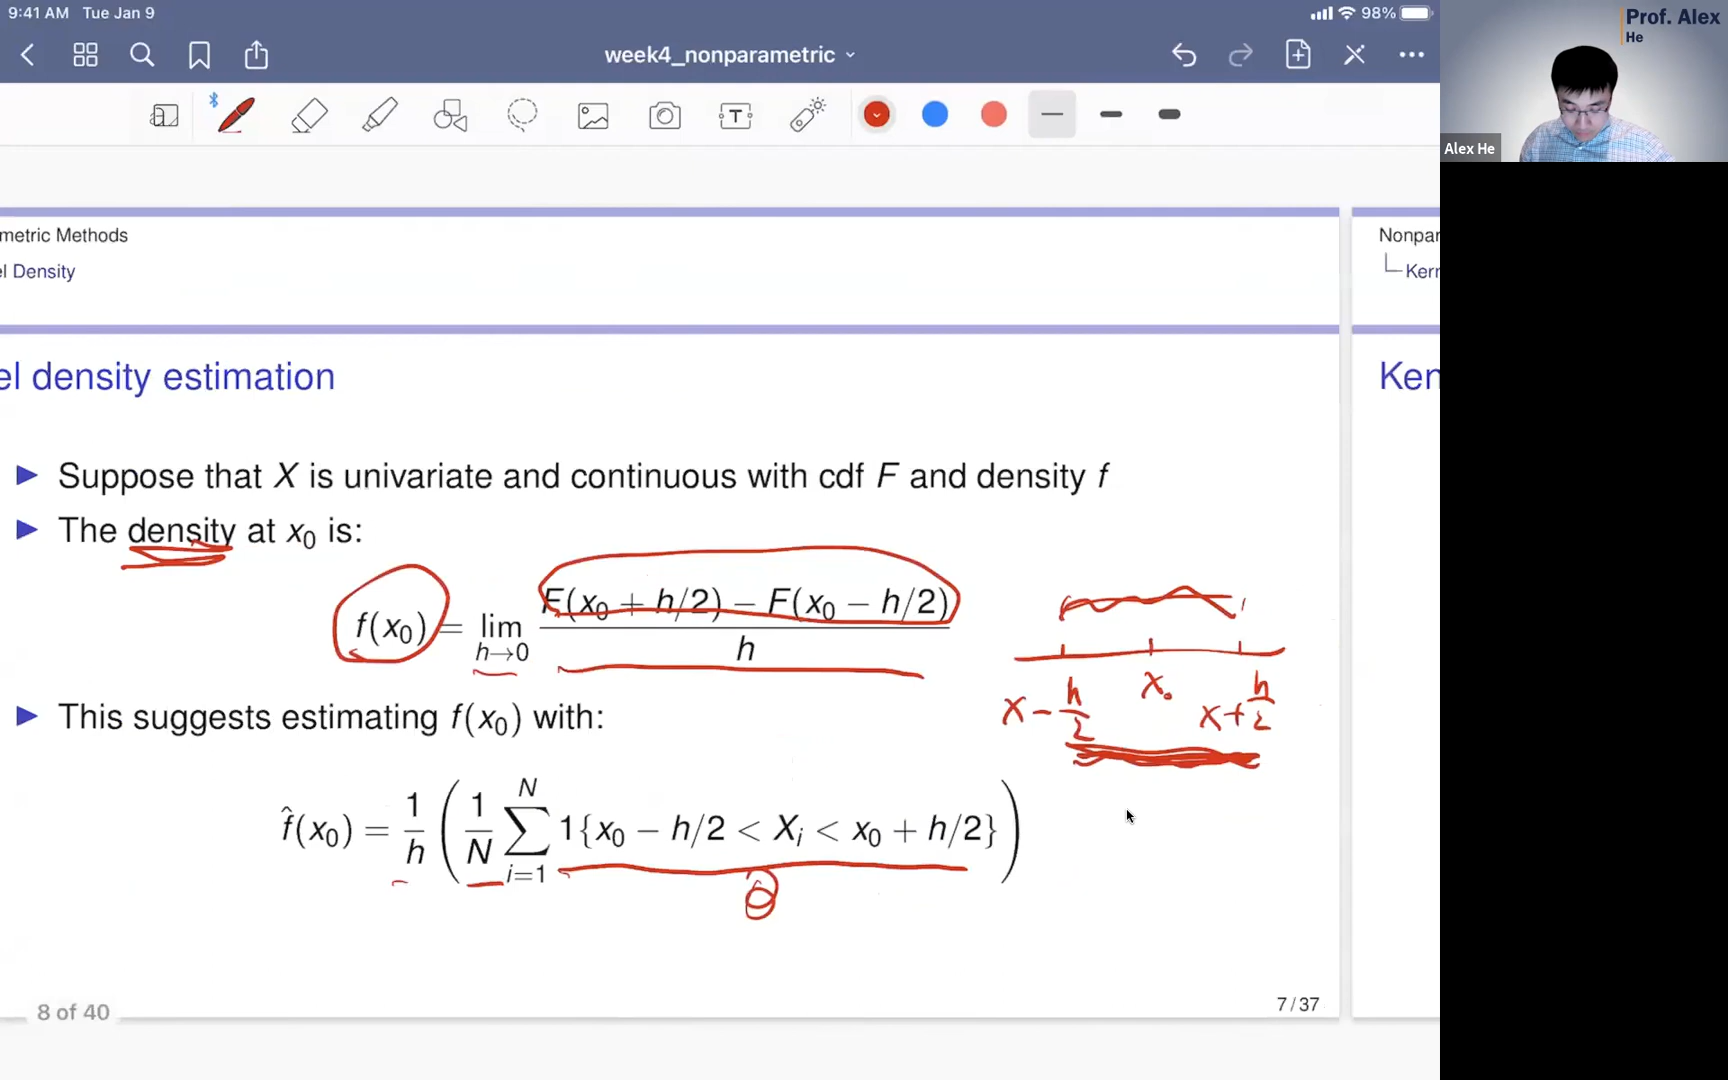 9:41 AM Tue Jan 9
98%
week4_nonparametric
Prof. Alex
He
Alex He
metric Methods
el Density
Nonpar
Kerr
el density estimation
Ken
▶ Suppose that X is univariate and continuous with cdf F and density f
▶ The density at x₀ is:
f(x₀) = lim h→0 F(x₀ + h/2) − F(x₀ − h/2) / h
x₀
x − h/2
x + h/2
▶ This suggests estimating f(x₀) with:
f̂(x₀) = 1/h ( 1/N ∑ i=1 N 1{x₀ − h/2 < Xᵢ < x₀ + h/2} )
8 of 40
7 / 37